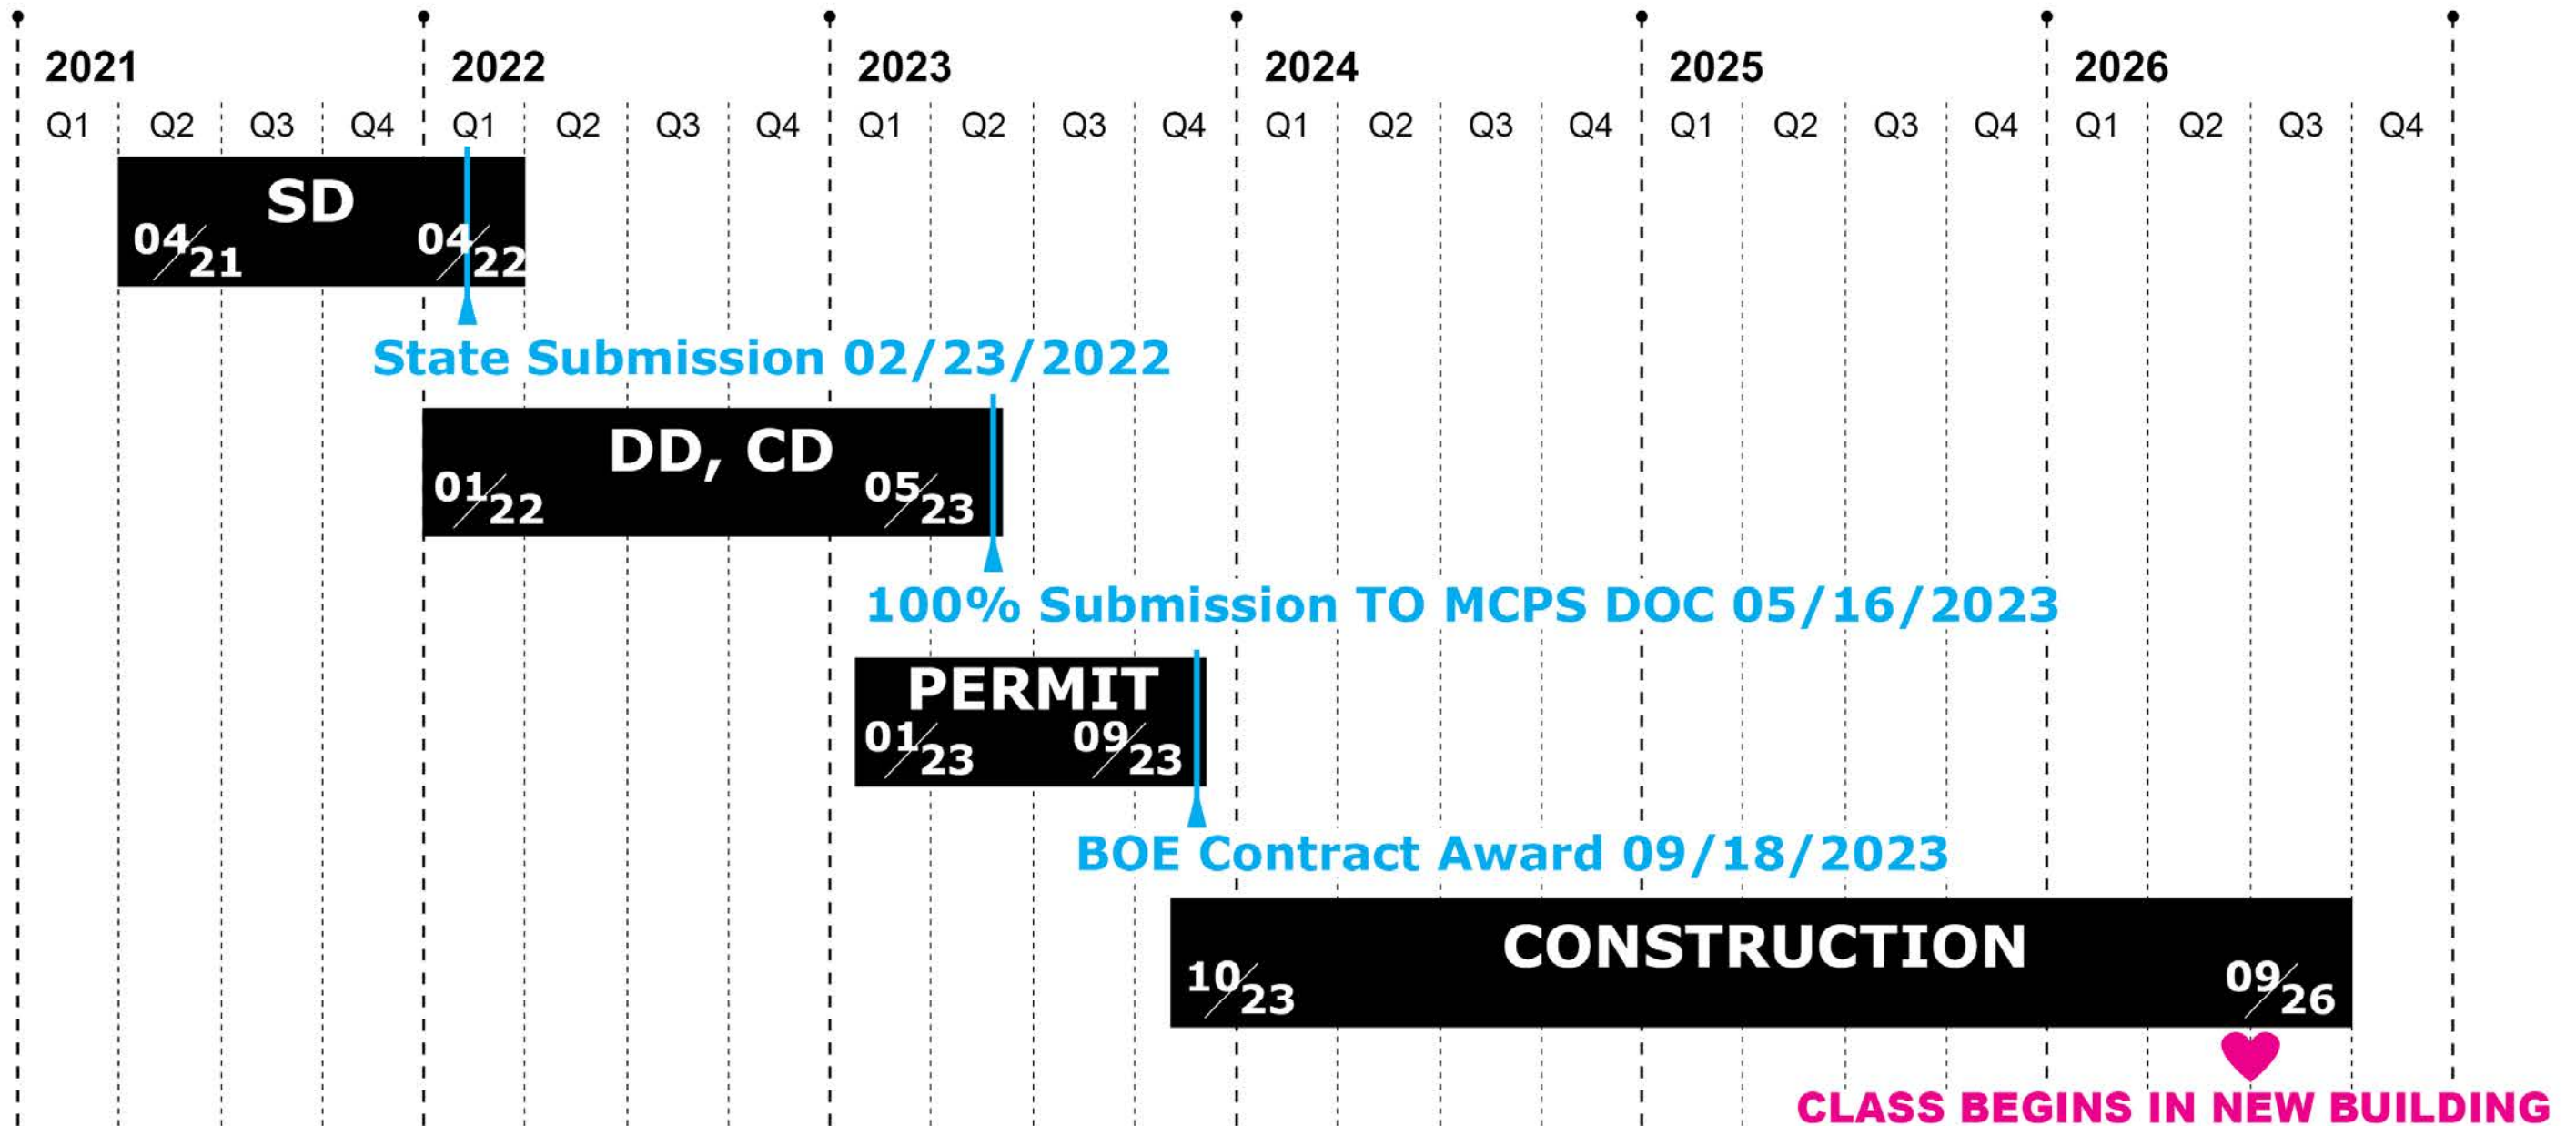 2021 2022 2023 2024 2025 2026
Q1 Q2 Q3 Q4 Q1 Q2 Q3 Q4 Q1 Q2 Q3 Q4 Q1 Q2 Q3 Q4 Q1 Q2 Q3 Q4 Q1 Q2 Q3 Q4
SD
04/21 04/22
State Submission 02/23/2022
DD, CD
01/22 05/23
100% Submission TO MCPS DOC 05/16/2023
PERMIT
01/23 09/23
BOE Contract Award 09/18/2023
CONSTRUCTION
10/23 09/26
CLASS BEGINS IN NEW BUILDING